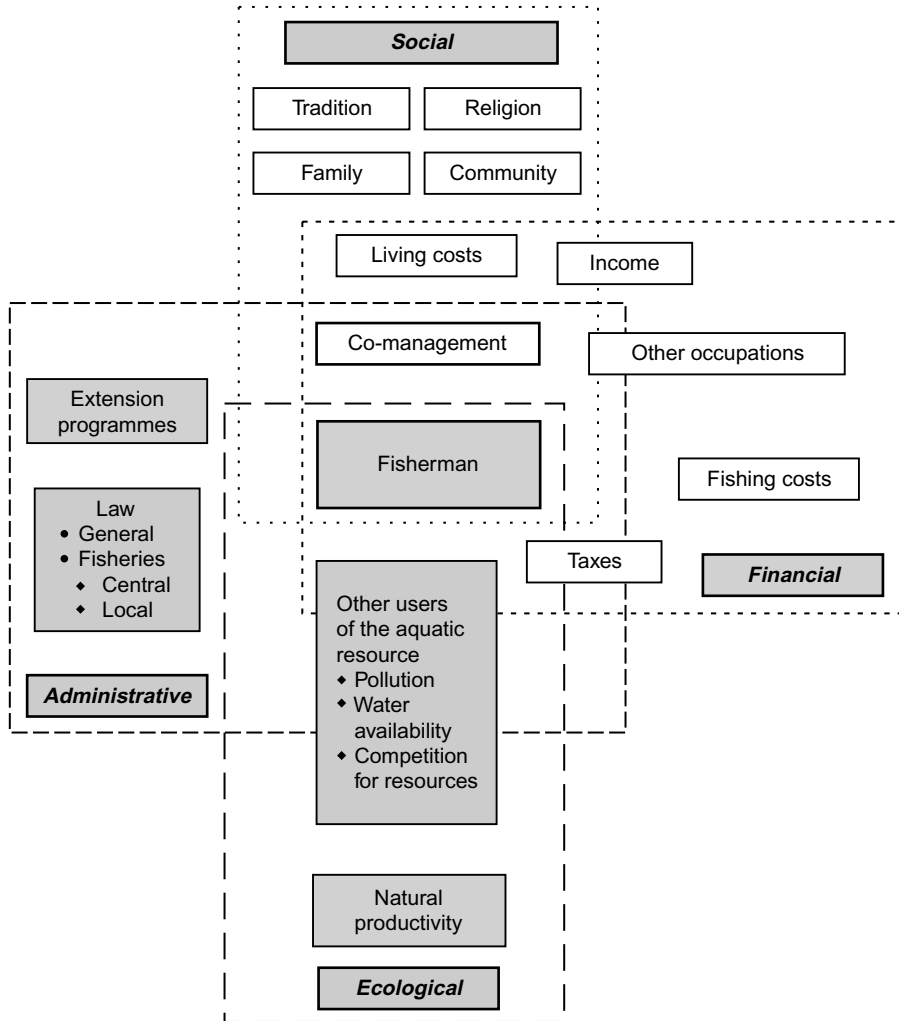 Social
Tradition
Religion
Family
Community
Living costs
Income
Co-management
Other occupations
Extension
programmes
Fisherman
Fishing costs
Law
• General
• Fisheries
◆ Central
◆ Local
Taxes
Financial
Other users
of the aquatic
resource
◆ Pollution
◆ Water
availability
◆ Competition
for resources
Administrative
Natural
productivity
Ecological